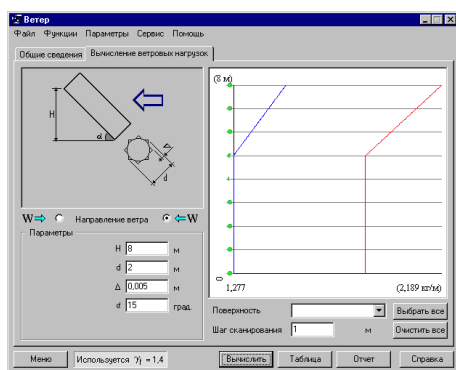 Ветер
Файл Функции Параметры Сервис Помощь
Общие сведения Вычисление ветровых нагрузок
(8 м)
H
α
Δ
d
W Направление ветра W
Параметры
H 8 м
d 2 м
Δ 0,005 м
α 15 град.
0
1,277 (2,189 кг/м)
Поверхность Выбрать все
Шаг сканирования 1 м Очистить все
Меню Используется γf = 1,4 Вычислить Таблица Отчет Справка